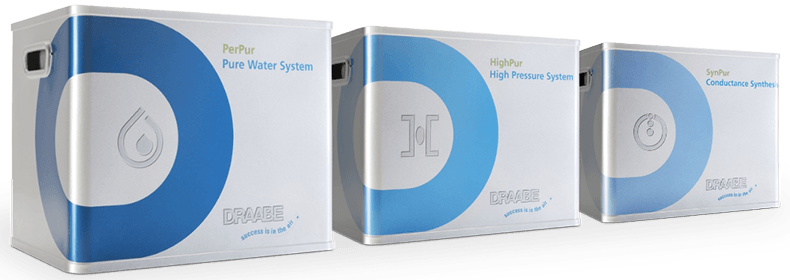 PerPur
Pure Water System
DRAABE
success is in the air
HighPur
High Pressure System
DRAABE
success is in the air
SynPur
Conductance Synthesis
DRAABE
success is in the air